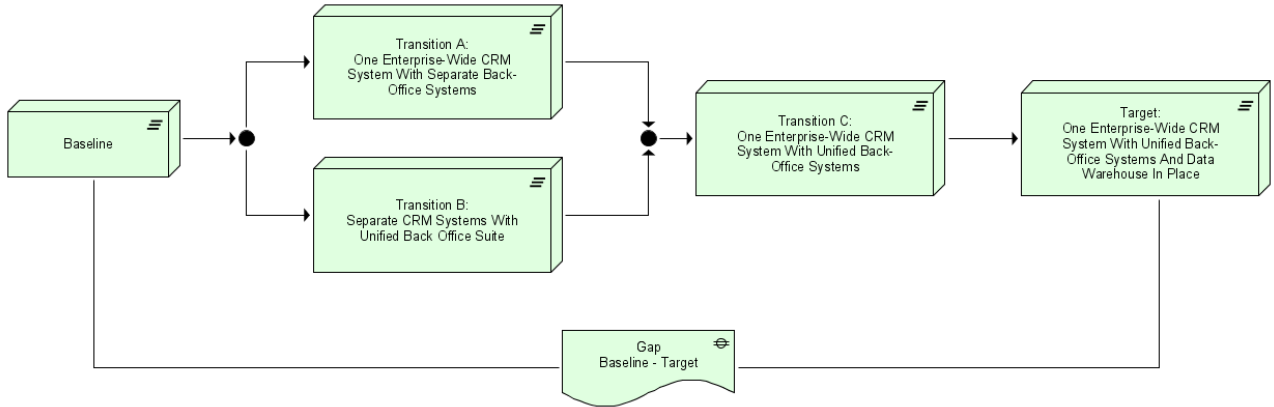 Baseline
Transition A:
One Enterprise-Wide CRM
System With Separate Back-
Office Systems
Transition B:
Separate CRM Systems With
Unified Back Office Suite
Transition C:
One Enterprise-Wide CRM
System With Unified Back-
Office Systems
Target:
One Enterprise-Wide CRM
System With Unified Back-
Office Systems And Data
Warehouse In Place
Gap
Baseline - Target